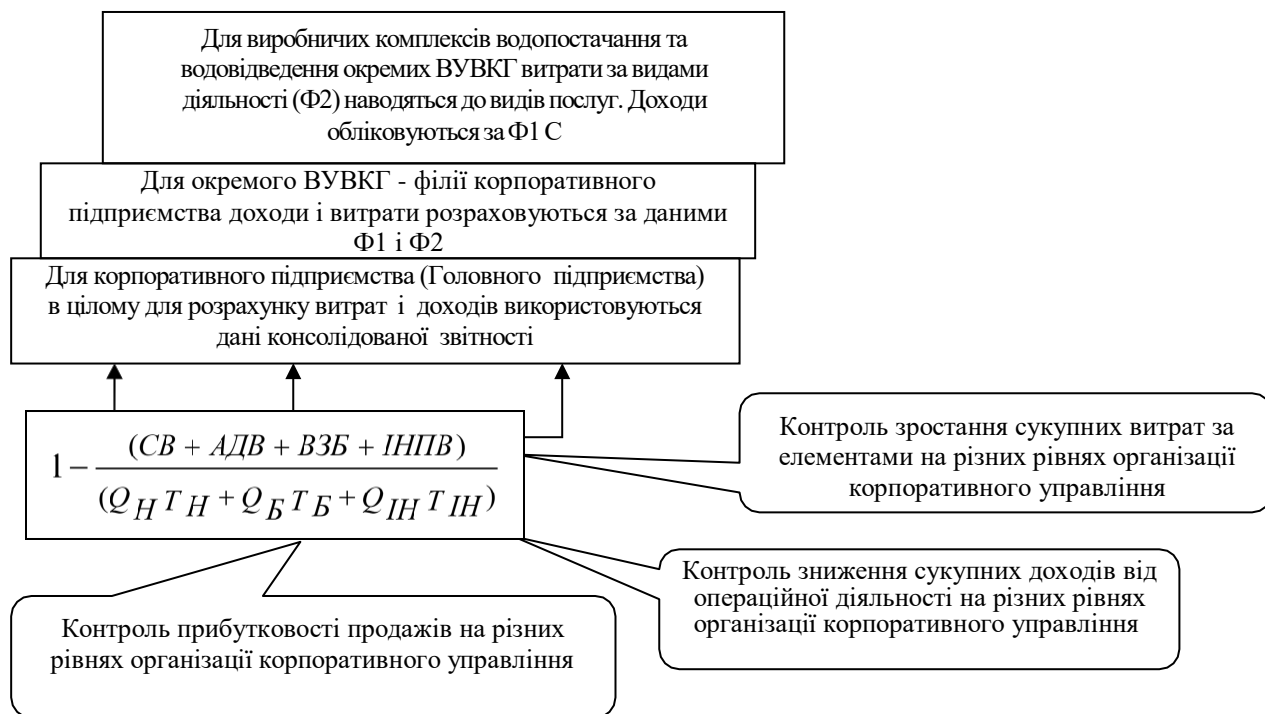 Для виробничих комплексів водопостачання та
водовідведення окремих ВУВКГ витрати за видами
діяльності (Ф2) наводяться до видів послуг. Доходи
обліковуються за Ф1 С
Для окремого ВУВКГ - філії корпоративного
підприємства доходи і витрати розраховуються за даними
Ф1 і Ф2
Для корпоративного підприємства (Головного підприємства)
в цілому для розрахунку витрат і доходів використовуються
дані консолідованої звітності
1 − (СВ + АДВ + ВЗБ + ІНПВ)
(Q_Н Т_Н + Q_Б Т_Б + Q_ІН Т_ІН)
Контроль зростання сукупних витрат за
елементами на різних рівнях організації
корпоративного управління
Контроль зниження сукупних доходів від
операційної діяльності на різних рівнях
організації корпоративного управління
Контроль прибутковості продажів на різних
рівнях організації корпоративного управління